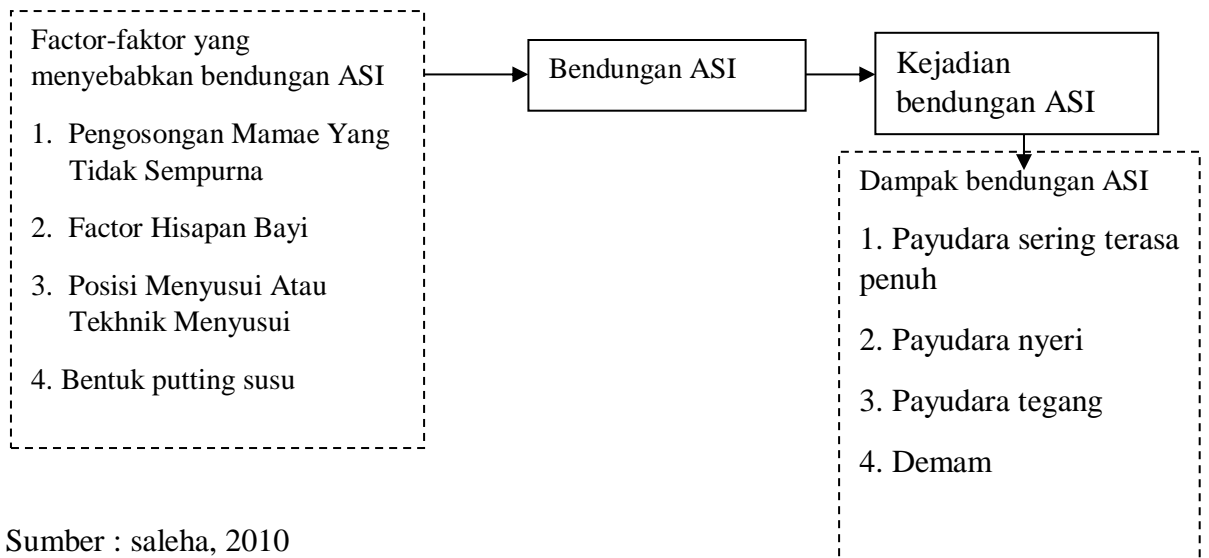 Factor-faktor yang
menyebabkan bendungan ASI
1. Pengosongan Mamae Yang
Tidak Sempurna
2. Factor Hisapan Bayi
3. Posisi Menyusui Atau
Tekhnik Menyusui
4. Bentuk putting susu
Bendungan ASI
Kejadian
bendungan ASI
Dampak bendungan ASI
1. Payudara sering terasa
penuh
2. Payudara nyeri
3. Payudara tegang
4. Demam
Sumber : saleha, 2010